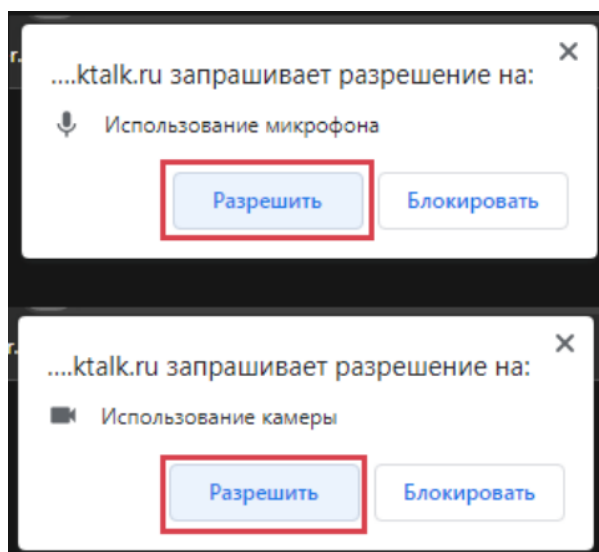 ....ktalk.ru запрашивает разрешение на:
Использование микрофона
Разрешить Блокировать
....ktalk.ru запрашивает разрешение на:
Использование камеры
Разрешить Блокировать